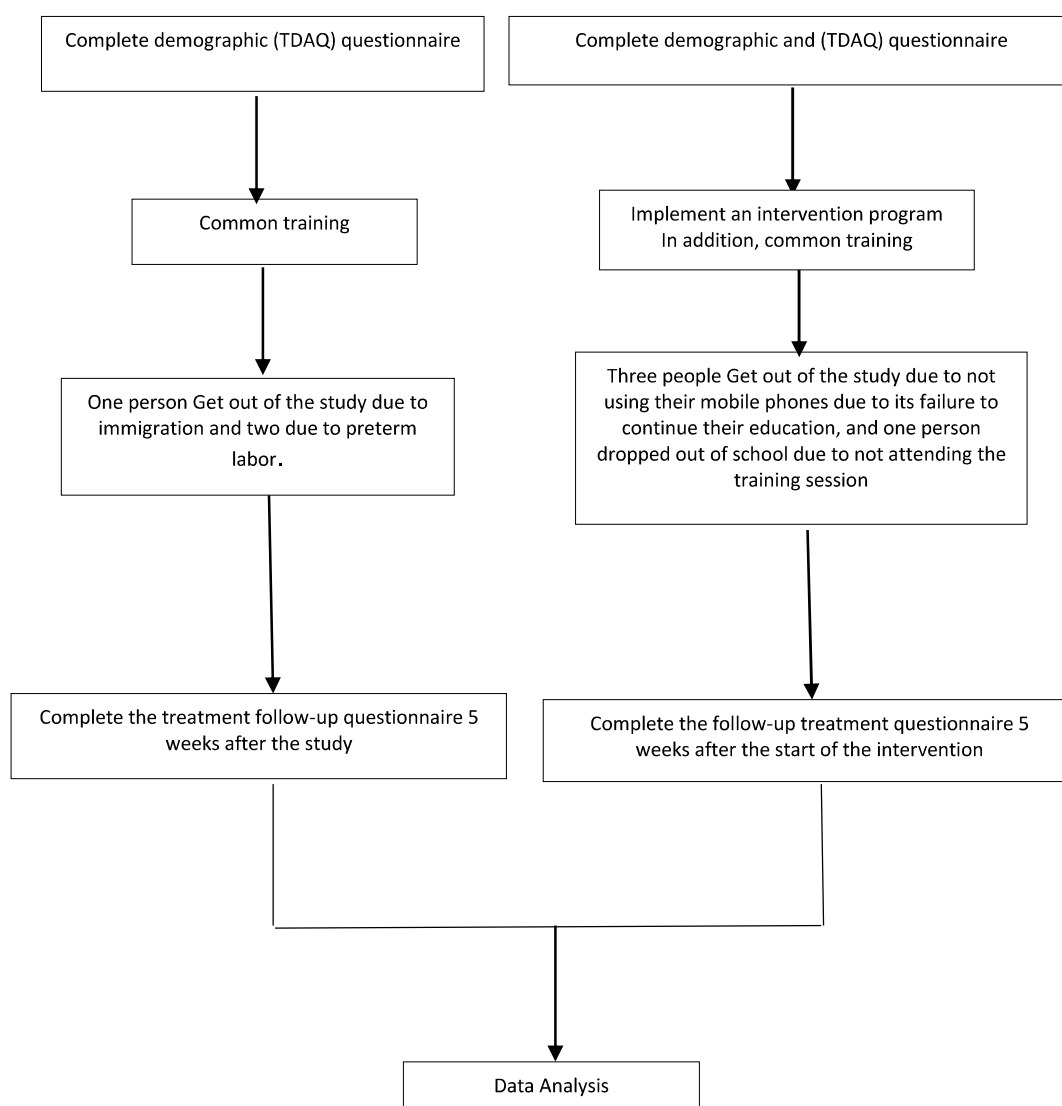 Complete demographic (TDAQ) questionnaire
Complete demographic and (TDAQ) questionnaire
Common training
Implement an intervention program
In addition, common training
One person Get out of the study due to
immigration and two due to preterm
labor.
Three people Get out of the study due to not
using their mobile phones due to its failure to
continue their education, and one person
dropped out of school due to not attending the
training session
Complete the treatment follow-up questionnaire 5
weeks after the study
Complete the follow-up treatment questionnaire 5
weeks after the start of the intervention
Data Analysis